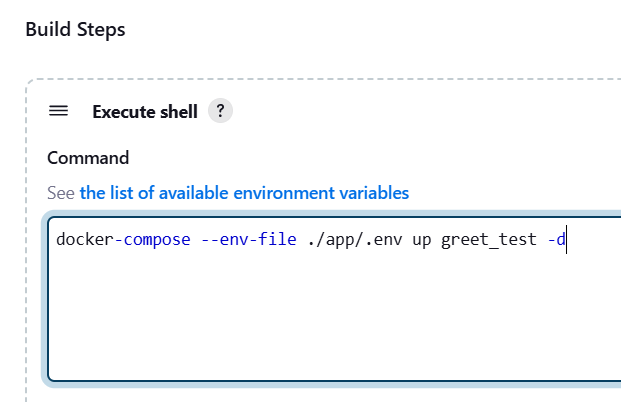 Build Steps
Execute shell ?
Command
See the list of available environment variables
docker-compose --env-file ./app/.env up greet_test -d